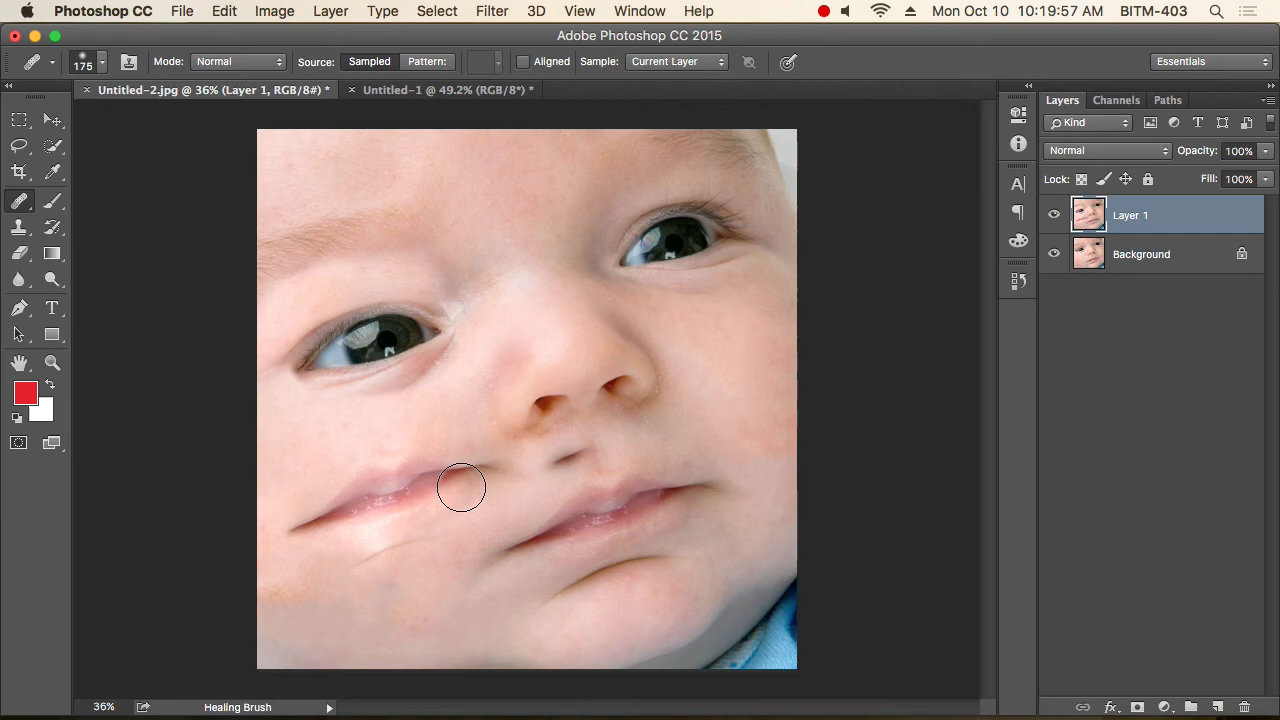 Photoshop CC File Edit Image Layer Type Select Filter 3D View Window Help Mon Oct 10 10:19:57 AM BITM-403
Adobe Photoshop CC 2015
175 Mode: Normal Source: Sampled Pattern: Aligned Sample: Current Layer Essentials
Untitled-2.jpg @ 36% (Layer 1, RGB/8#) * Untitled-1 @ 49.2% (RGB/8*) *
Layers Channels Paths
Kind
Normal Opacity: 100%
Lock: Fill: 100%
Layer 1
Background
36% Healing Brush